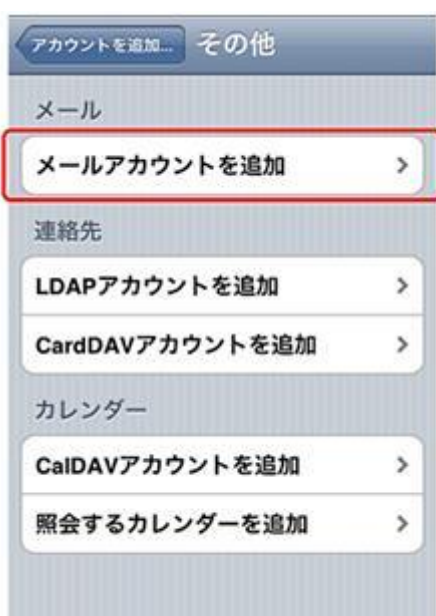 アカウントを追加... その他
メール
メールアカウントを追加
連絡先
LDAPアカウントを追加
CardDAVアカウントを追加
カレンダー
CalDAVアカウントを追加
照会するカレンダーを追加